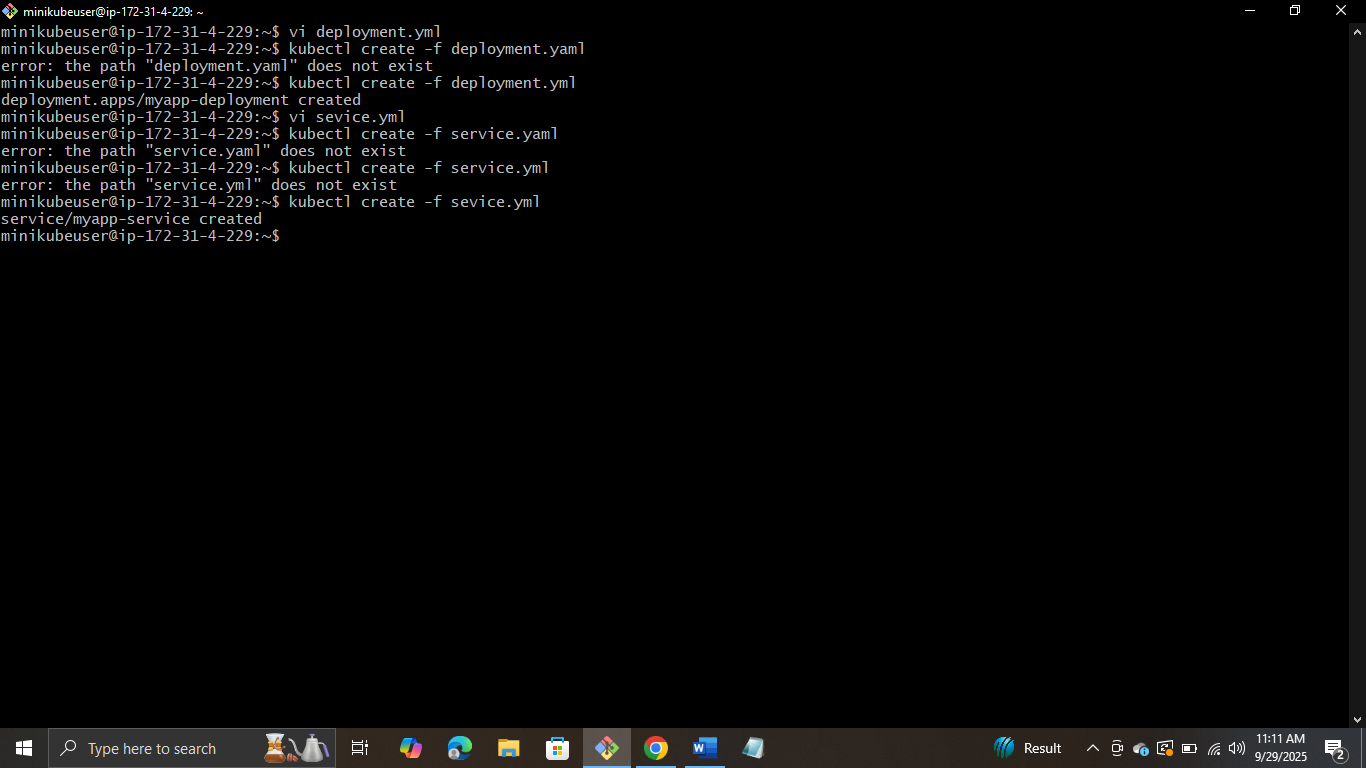 minikubeuser@ip-172-31-4-229: ~
minikubeuser@ip-172-31-4-229:~$ vi deployment.yml
minikubeuser@ip-172-31-4-229:~$ kubectl create -f deployment.yaml
error: the path "deployment.yaml" does not exist
minikubeuser@ip-172-31-4-229:~$ kubectl create -f deployment.yml
deployment.apps/myapp-deployment created
minikubeuser@ip-172-31-4-229:~$ vi sevice.yml
minikubeuser@ip-172-31-4-229:~$ kubectl create -f service.yaml
error: the path "service.yaml" does not exist
minikubeuser@ip-172-31-4-229:~$ kubectl create -f service.yml
error: the path "service.yml" does not exist
minikubeuser@ip-172-31-4-229:~$ kubectl create -f sevice.yml
service/myapp-service created
minikubeuser@ip-172-31-4-229:~$
Type here to search
W
Result
11:11 AM
9/29/2025
2